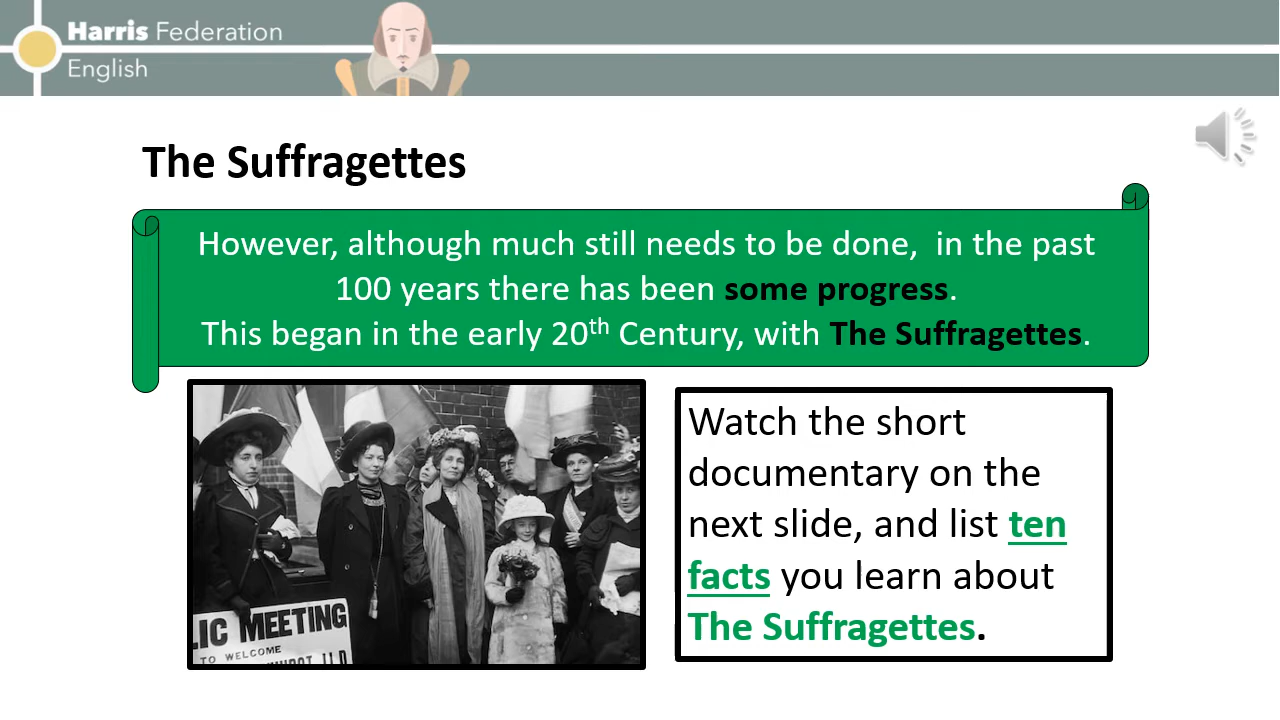 Harris Federation
English
The Suffragettes
However, although much still needs to be done,  in the past
100 years there has been some progress.
This began in the early 20th Century, with The Suffragettes.
Watch the short
documentary on the
next slide, and list ten
facts you learn about
The Suffragettes.
LIC MEETING
TO WELCOME